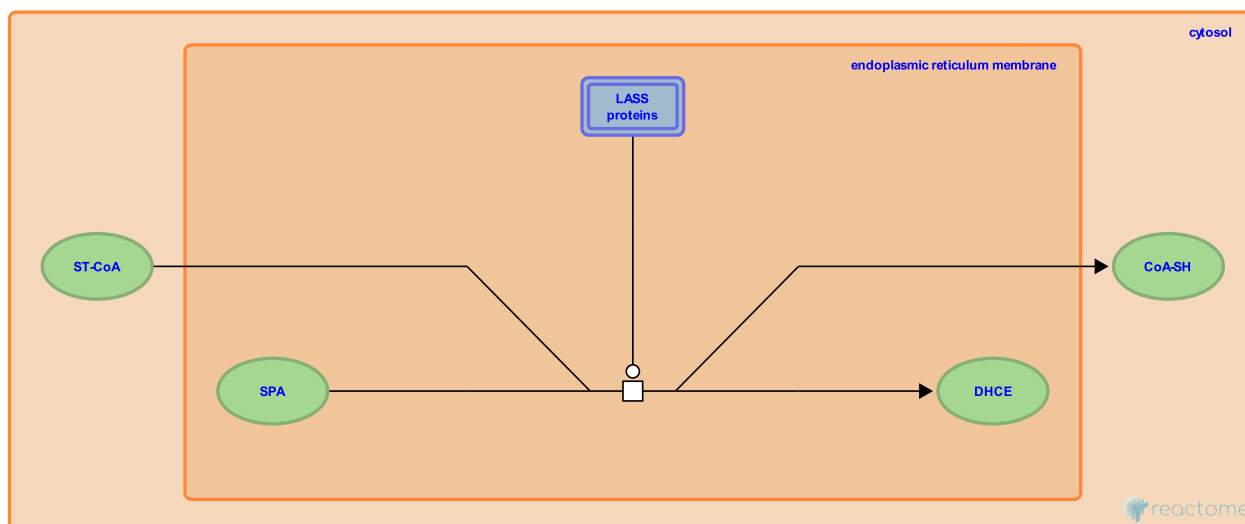 cytosol
endoplasmic reticulum membrane
LASS
proteins
ST-CoA
CoA-SH
SPA
DHCE
reactome